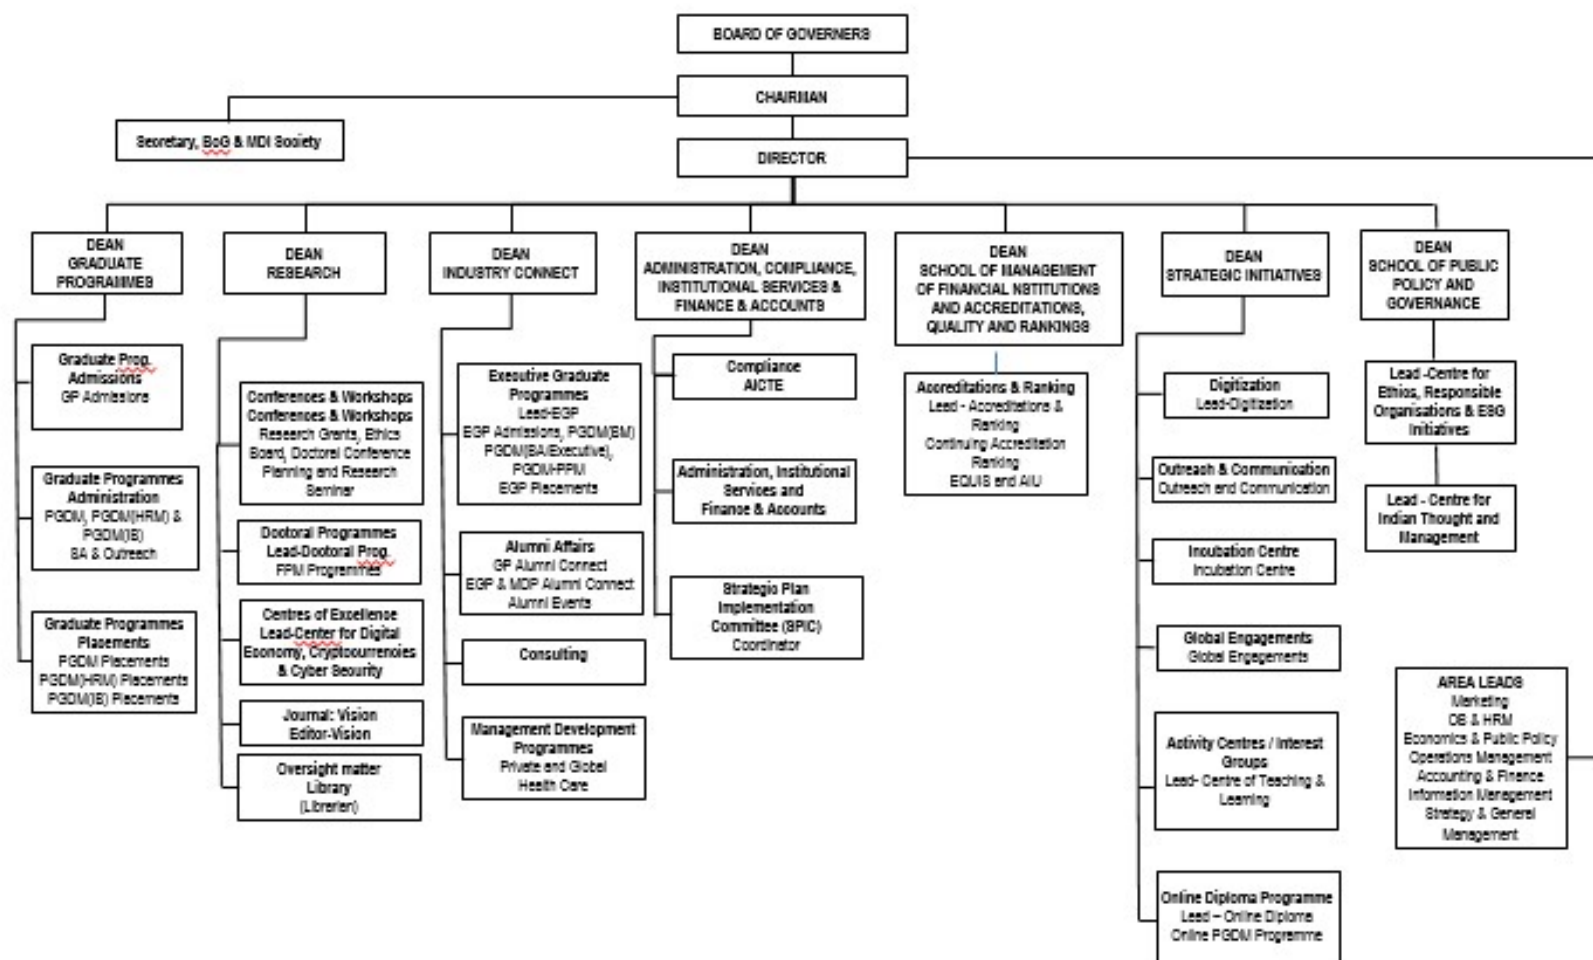 BOARD OF GOVERNERS
CHAIRMAN
Secretary, BoG & MDI Society
DIRECTOR
DEAN
GRADUATE
PROGRAMMES
DEAN
RESEARCH
DEAN
INDUSTRY CONNECT
DEAN
ADMINISTRATION, COMPLIANCE,
INSTITUTIONAL SERVICES &
FINANCE & ACCOUNTS
DEAN
SCHOOL OF MANAGEMENT
OF FINANCIAL NSTITUTIONS
AND ACCREDITATIONS,
QUALITY AND RANKINGS
DEAN
STRATEGIC INITIATIVES
DEAN
SCHOOL OF PUBLIC
POLICY AND
GOVERNANCE
Graduate Prop.
Admissions
GP Admissions
Graduate Programmes
Administration
PGDM, PGDM(HRM) &
PGDM(IB)
BA & Outreach
Graduate Programmes
Placements
PGDM Placements
PGDM(HRM) Placements
PGDM(IB) Placements
Conferences & Workshops
Conferences & Workshops
Research Grants, Ethics
Board, Doctoral Conference
Planning and Research
Seminar
Doctoral Programmes
Lead-Doctoral Prog.
FPM Programmes
Centres of Excellence
Lead-Center for Digital
Economy, Cryptocurrencies
& Cyber Security
Journal: Vision
Editor-Vision
Oversight matter
Library
(Librerien)
Executive Graduate
Programmes
Lead-EGP
EGP Admissions, PGDM(BM)
PGDM(BA/Executive),
PGDM-PPM
EGP Placements
Alumni Affairs
GP Alumni Connect
EGP & MDP Alumni Connect
Alumni Events
Consulting
Management Development
Programmes
Private and Global
Health Care
Compliance
AICTE
Administration, Institutional
Services and
Finance & Accounts
Strategic Plan
Implementation
Committee (SPIC)
Coordinator
Accreditations & Ranking
Lead - Accreditations &
Ranking
Continuing Accreditation
Ranking
EQUIS and AIU
Digitization
Lead-Digitization
Outreach & Communication
Outreach and Communication
Incubation Centre
Incubation Centre
Global Engagements
Global Engagements
Activity Centres / Interest
Groups
Lead- Centre of Teaching &
Learning
Online Diploma Programme
Lead – Online Diploma
Online PGDM Programme
Lead -Centre for
Ethios, Responsible
Organisations & ESG
Initiatives
Lead - Centre for
Indian Thought and
Management
AREA LEADS
Marketing
OB & HRM
Economics & Public Policy
Operations Management
Accounting & Finance
Information Management
Strategy & General
Management